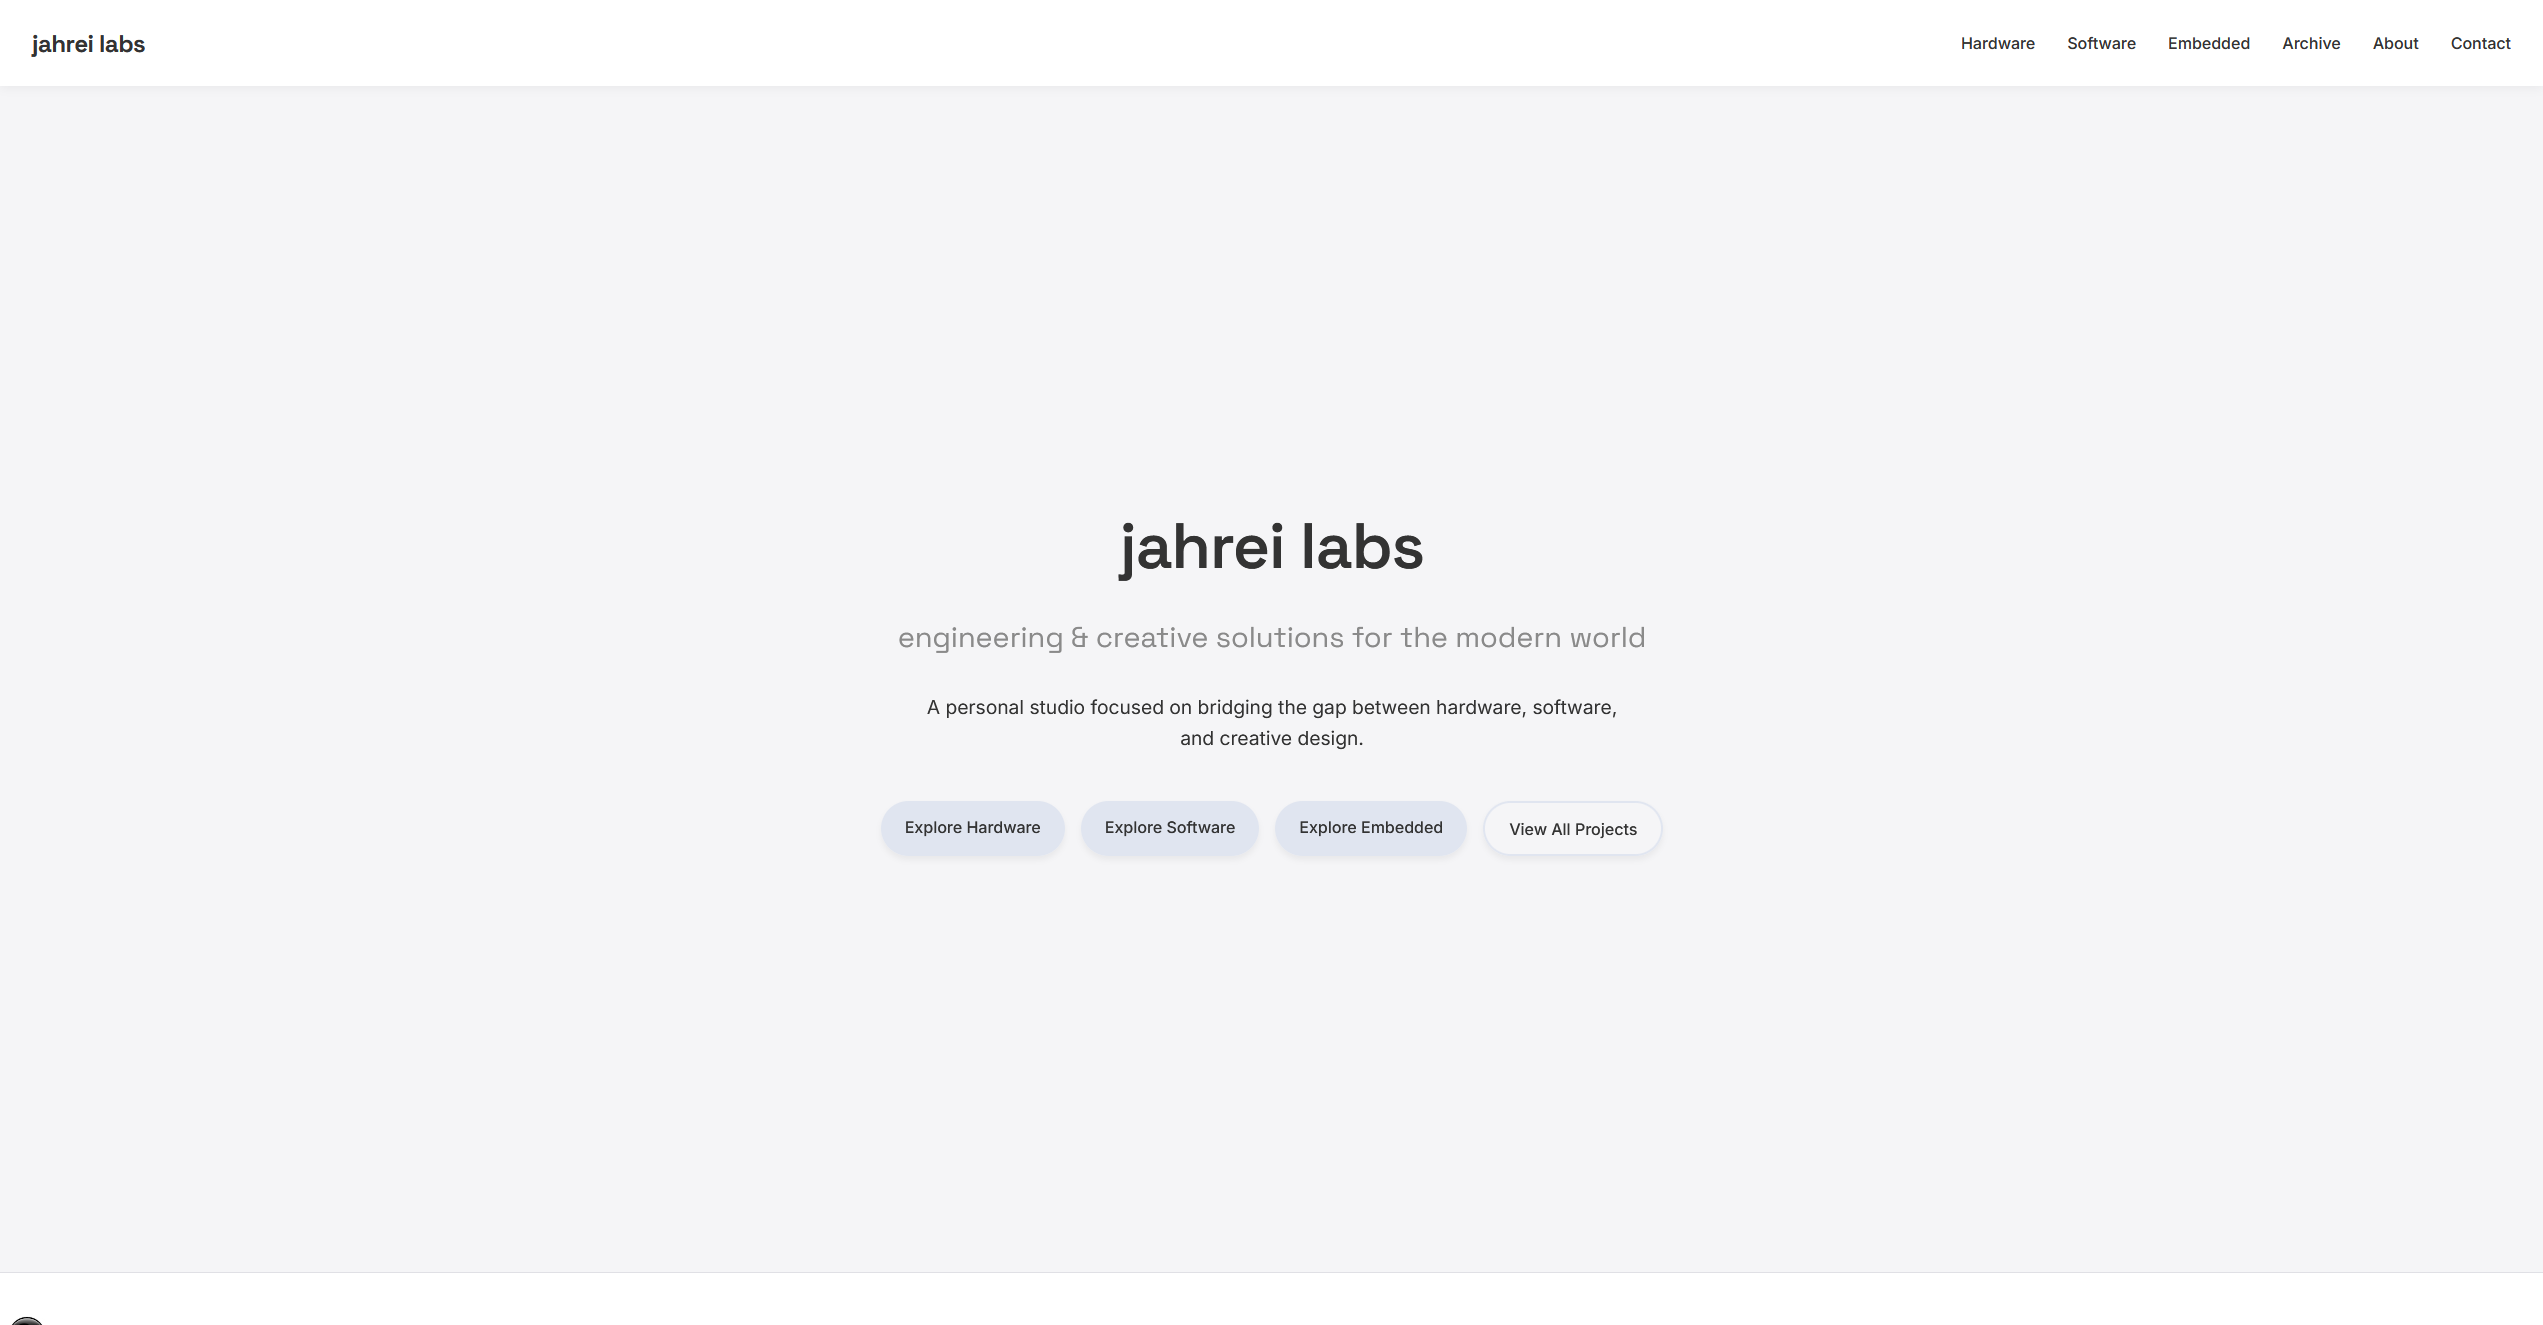 jahrei labs
Hardware Software Embedded Archive About Contact
jahrei labs
engineering & creative solutions for the modern world
A personal studio focused on bridging the gap between hardware, software,
and creative design.
Explore Hardware Explore Software Explore Embedded View All Projects